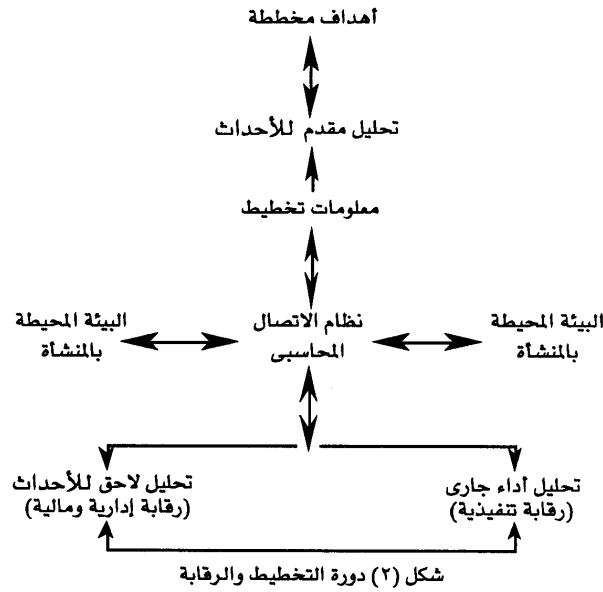 أهداف مخططة
تحليل مقدم للأحداث
معلومات تخطيط
البيئة المحيطة
بالمنشأة
نظام الاتصال
المحاسبى
البيئة المحيطة
بالمنشأة
تحليل أداء جارى
(رقابة تنفيذية)
تحليل لاحق للأحداث
(رقابة إدارية ومالية)
شكل (٢) دورة التخطيط والرقابة